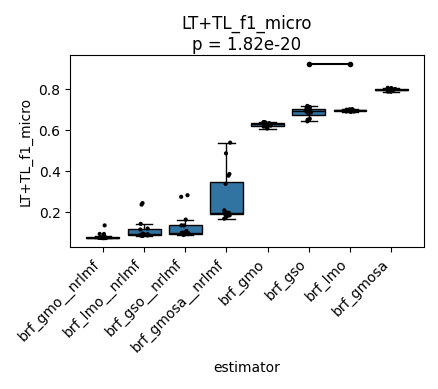 LT+TL_f1_micro
p = 1.82e-20
LT+TL_f1_micro
0.8
0.6
0.4
0.2
brf_gmo__nrlmf
brf_lmo__nrlmf
brf_gso__nrlmf
brf_gmosa__nrlmf
brf_gmo
brf_gso
brf_lmo
brf_gmosa
estimator